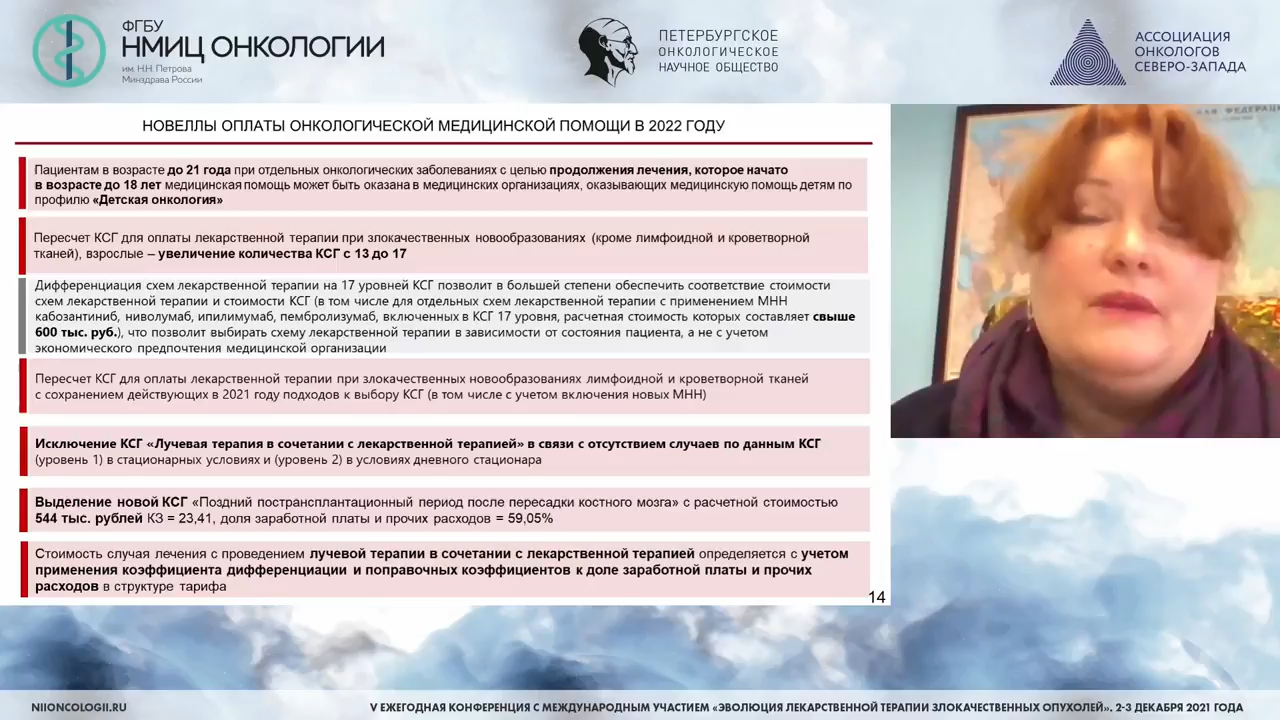 ФГБУ
НМИЦ ОНКОЛОГИИ
им. Н.Н. Петрова
Минздрава России
ПЕТЕРБУРГСКОЕ
ОНКОЛОГИЧЕСКОЕ
НАУЧНОЕ ОБЩЕСТВО
АССОЦИАЦИЯ
ОНКОЛОГОВ
СЕВЕРО-ЗАПАДА
НОВЕЛЛЫ ОПЛАТЫ ОНКОЛОГИЧЕСКОЙ МЕДИЦИНСКОЙ ПОМОЩИ В 2022 ГОДУ
Пациентам в возрасте до 21 года при отдельных онкологических заболеваниях с целью продолжения лечения, которое начато
в возрасте до 18 лет медицинская помощь может быть оказана в медицинских организациях, оказывающих медицинскую помощь детям по
профилю «Детская онкология»
Пересчет КСГ для оплаты лекарственной терапии при злокачественных новообразованиях (кроме лимфоидной и кроветворной
тканей), взрослые – увеличение количества КСГ с 13 до 17
Дифференциация схем лекарственной терапии на 17 уровней КСГ позволит в большей степени обеспечить соответствие стоимости
схем лекарственной терапии и стоимости КСГ (в том числе для отдельных схем лекарственной терапии с применением МНН
кабозантиниб, ниволумаб, ипилимумаб, пембролизумаб, включенных в КСГ 17 уровня, расчетная стоимость которых составляет свыше
600 тыс. руб.), что позволит выбирать схему лекарственной терапии в зависимости от состояния пациента, а не с учетом
экономического предпочтения медицинской организации
Пересчет КСГ для оплаты лекарственной терапии при злокачественных новообразованиях лимфоидной и кроветворной тканей
с сохранением действующих в 2021 году подходов к выбору КСГ (в том числе с учетом включения новых МНН)
Исключение КСГ «Лучевая терапия в сочетании с лекарственной терапией» в связи с отсутствием случаев по данным КСГ
(уровень 1) в стационарных условиях и (уровень 2) в условиях дневного стационара
Выделение новой КСГ «Поздний посттрансплантационный период после пересадки костного мозга» с расчетной стоимостью
544 тыс. рублей КЗ = 23,41, доля заработной платы и прочих расходов = 59,05%
Стоимость случая лечения с проведением лучевой терапии в сочетании с лекарственной терапией определяется с учетом
применения коэффициента дифференциации и поправочных коэффициентов к доле заработной платы и прочих
расходов в структуре тарифа
14
NIIONCOLOGII.RU
V ЕЖЕГОДНАЯ КОНФЕРЕНЦИЯ С МЕЖДУНАРОДНЫМ УЧАСТИЕМ «ЭВОЛЮЦИЯ ЛЕКАРСТВЕННОЙ ТЕРАПИИ ЗЛОКАЧЕСТВЕННЫХ ОПУХОЛЕЙ». 2-3 ДЕКАБРЯ 2021 ГОДА